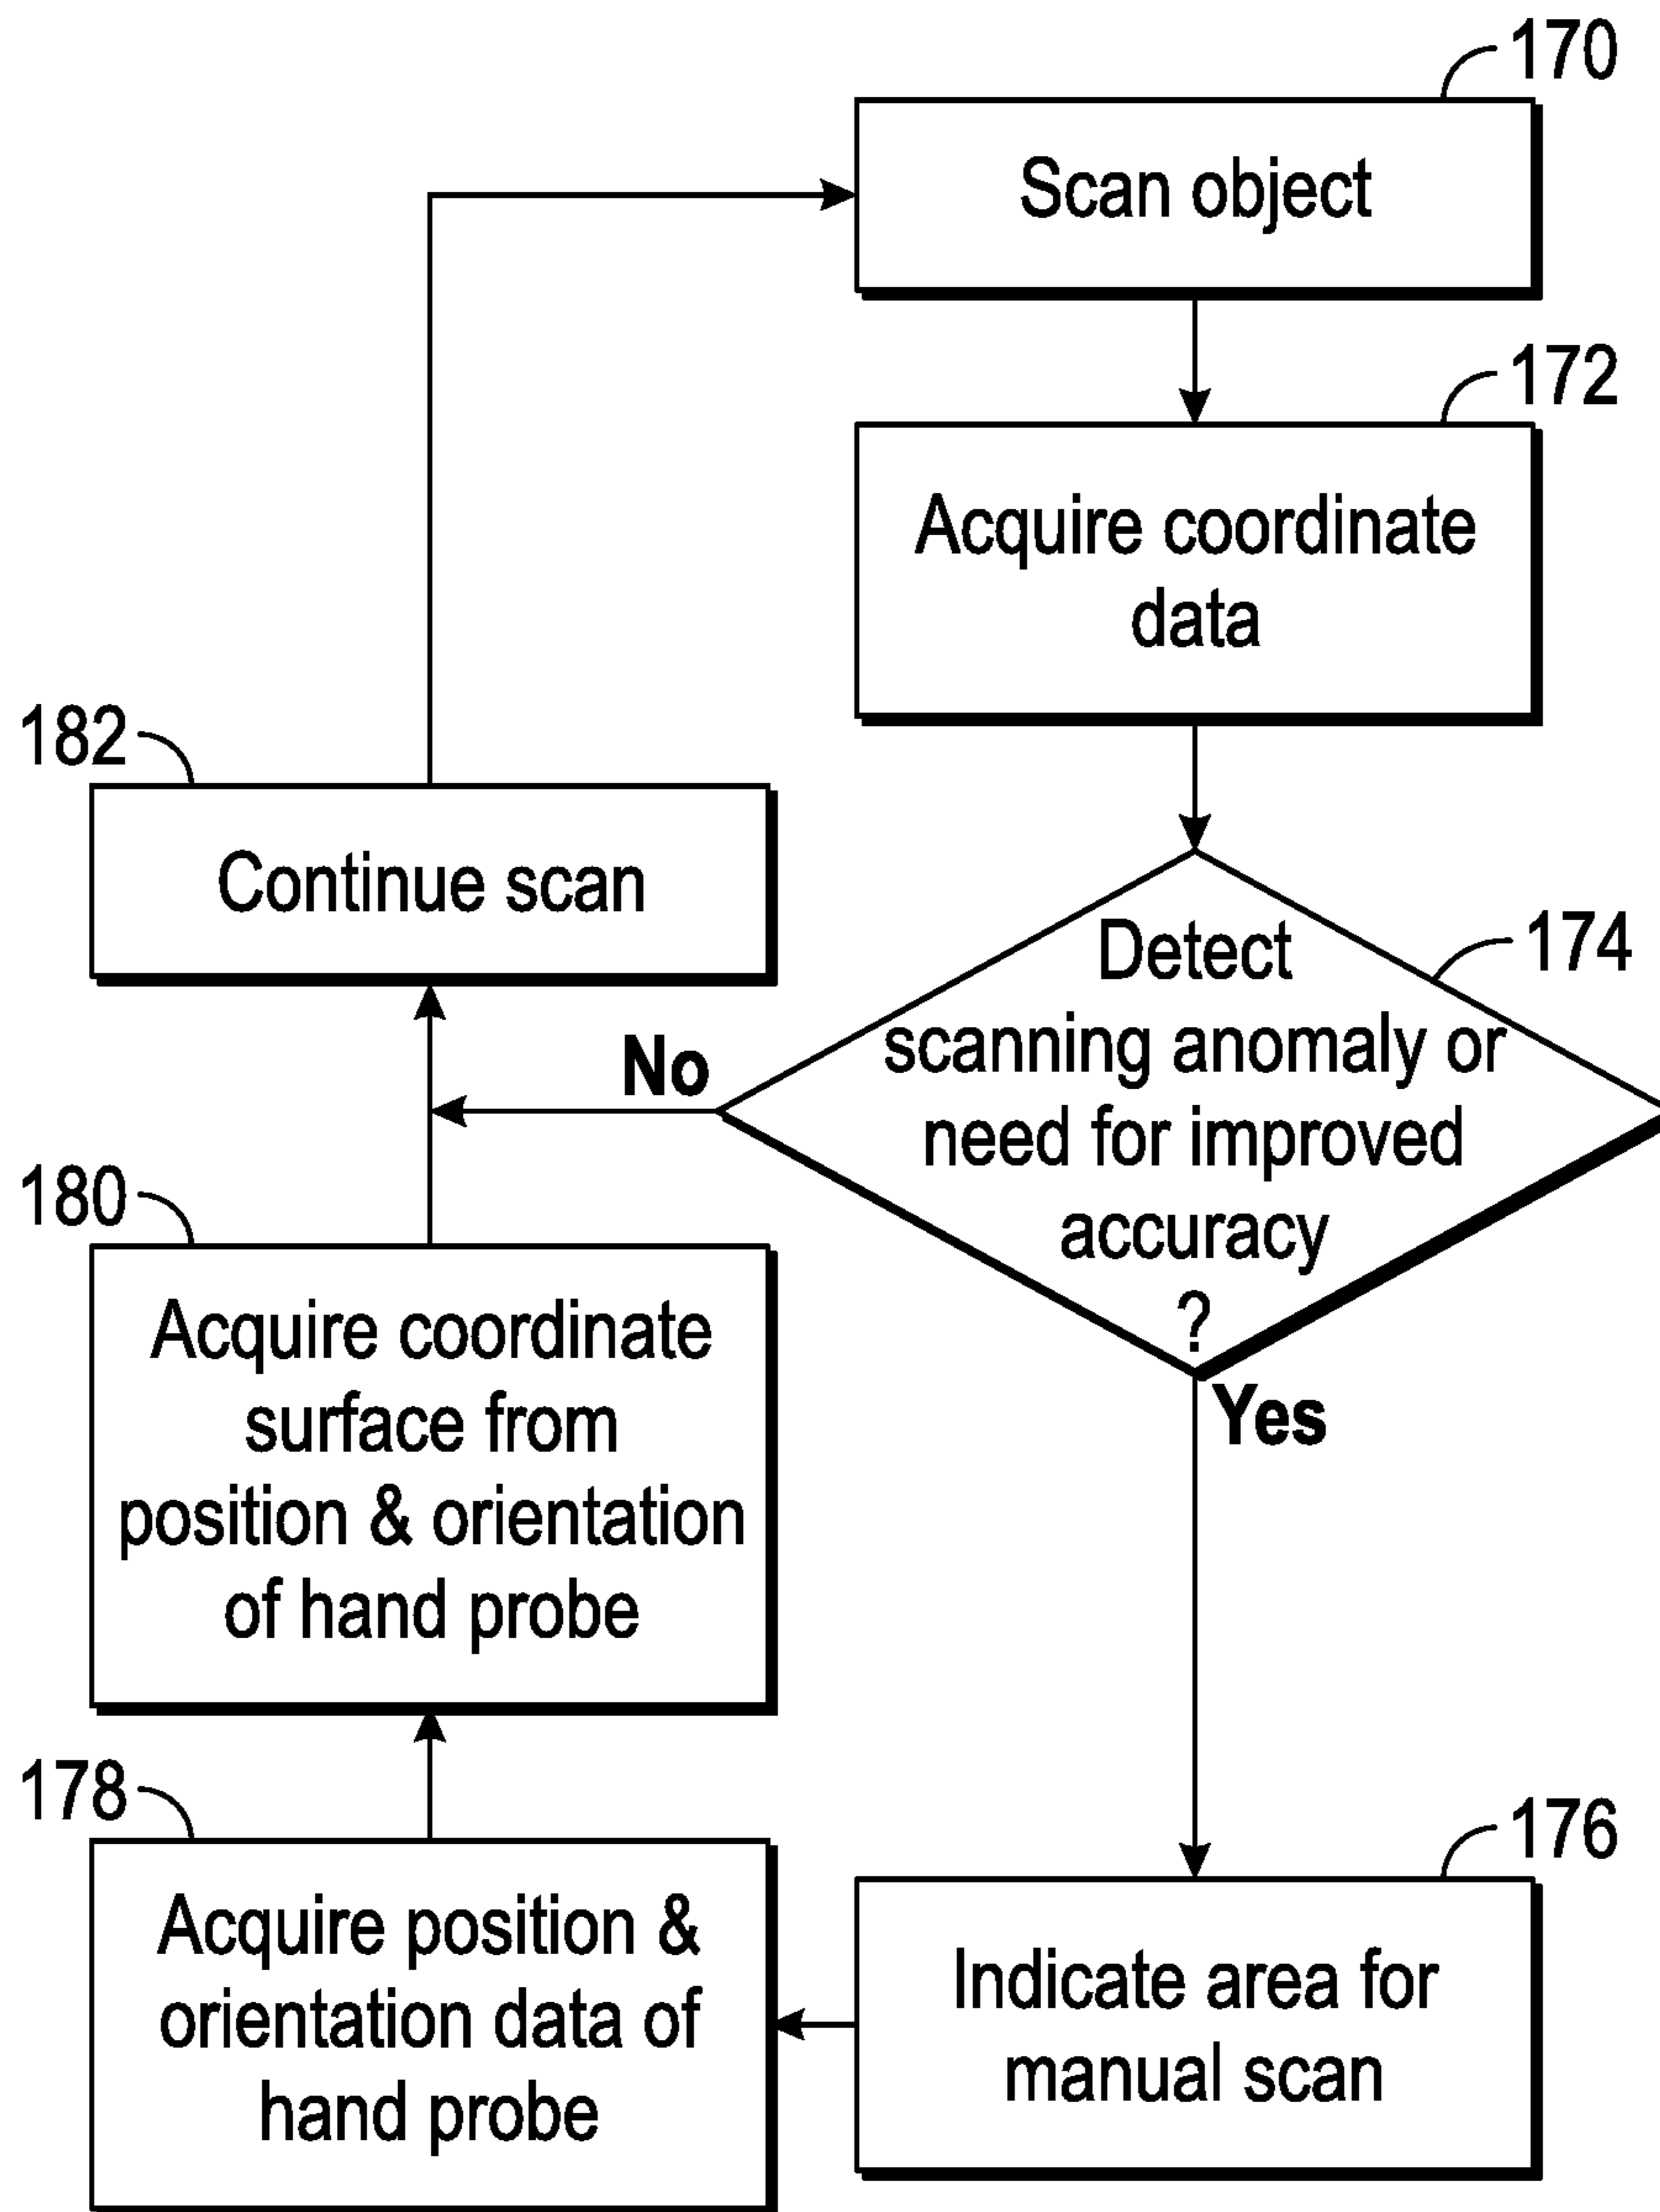 170
Scan object
172
Acquire coordinate
data
182
Continue scan
174
Detect
scanning anomaly or
need for improved
accuracy
?
No
Yes
180
Acquire coordinate
surface from
position & orientation
of hand probe
178
Acquire position &
orientation data of
hand probe
176
Indicate area for
manual scan